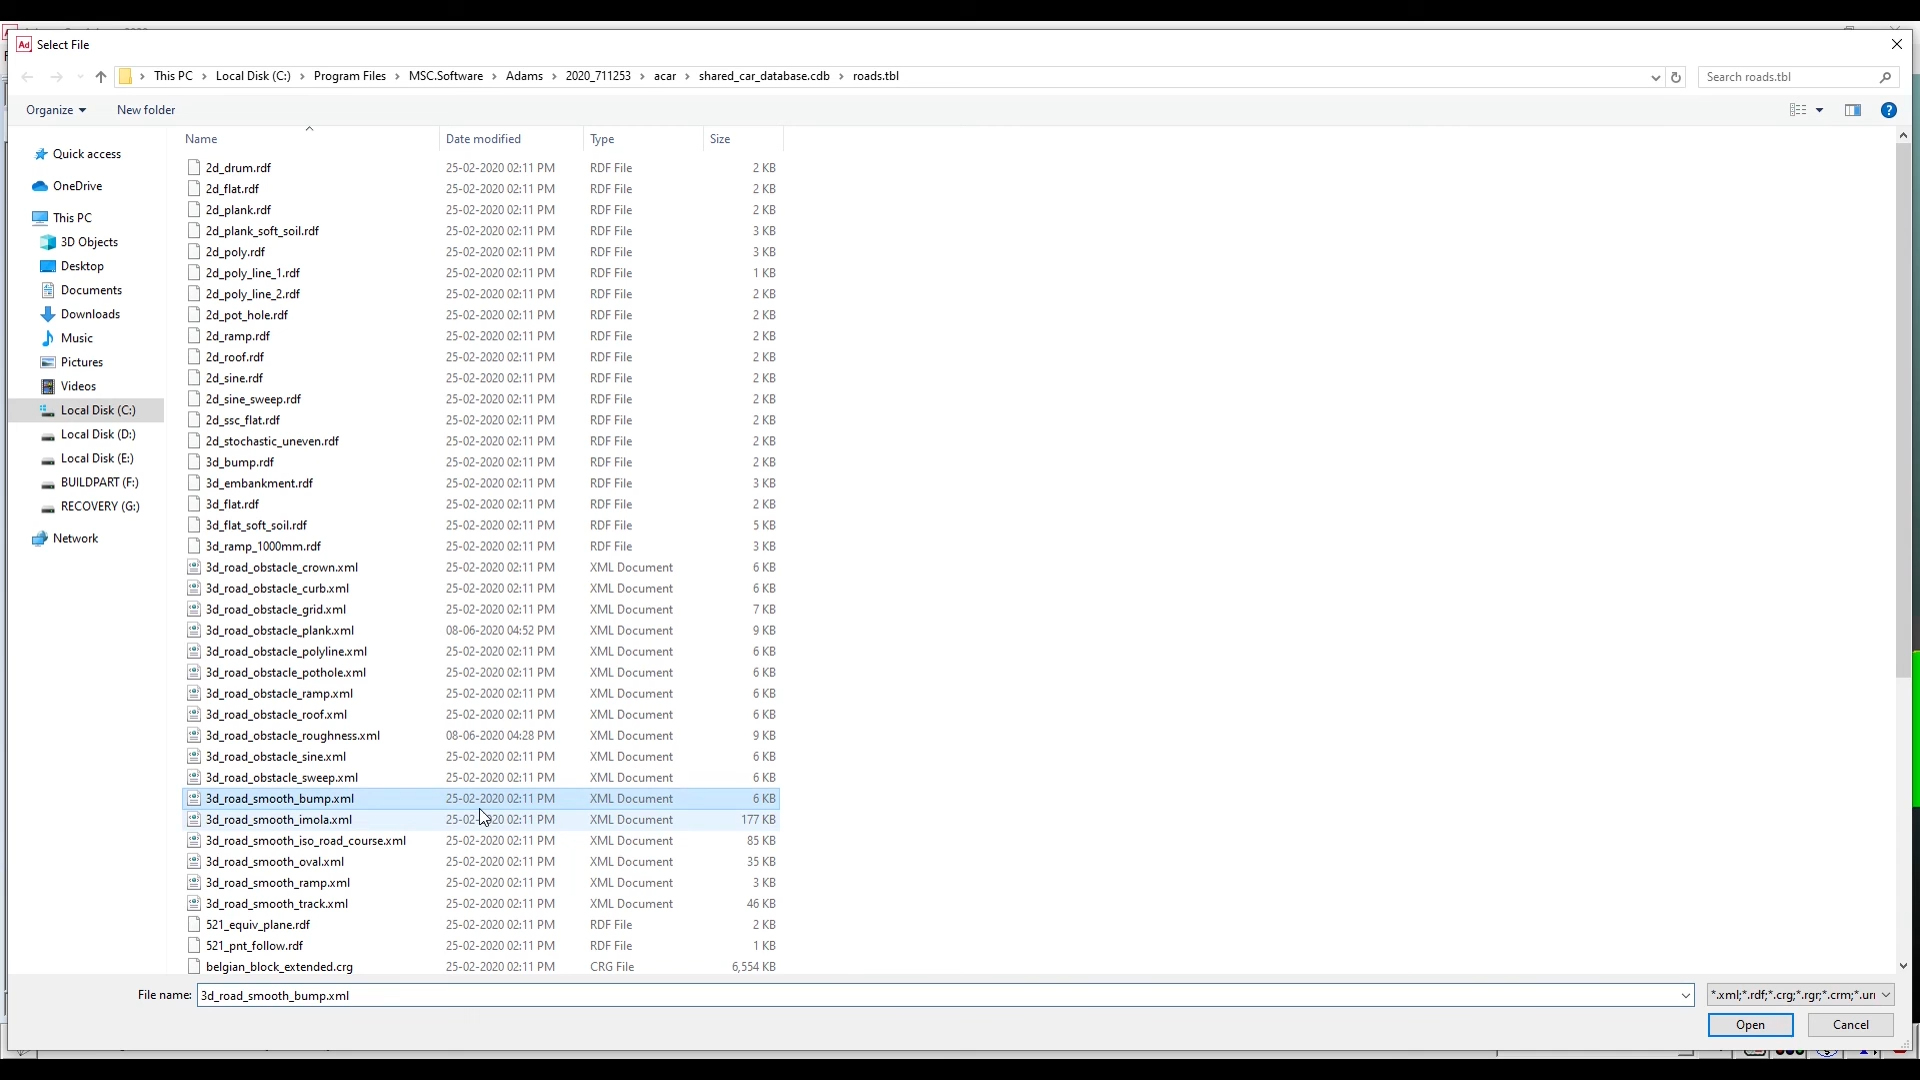 Ad Select File
This PC > Local Disk (C:) > Program Files > MSC.Software > Adams > 2020_711253 > acar > shared_car_database.cdb > roads.tbl
Search roads.tbl
Organize
New folder
Name Date modified Type Size
Quick access
OneDrive
This PC
3D Objects
Desktop
Documents
Downloads
Music
Pictures
Videos
Local Disk (C:)
Local Disk (D:)
Local Disk (E:)
BUILDPART (F:)
RECOVERY (G:)
Network
2d_drum.rdf 25-02-2020 02:11 PM RDF File 2 KB
2d_flat.rdf 25-02-2020 02:11 PM RDF File 2 KB
2d_plank.rdf 25-02-2020 02:11 PM RDF File 2 KB
2d_plank_soft_soil.rdf 25-02-2020 02:11 PM RDF File 3 KB
2d_poly.rdf 25-02-2020 02:11 PM RDF File 3 KB
2d_poly_line_1.rdf 25-02-2020 02:11 PM RDF File 1 KB
2d_poly_line_2.rdf 25-02-2020 02:11 PM RDF File 2 KB
2d_pot_hole.rdf 25-02-2020 02:11 PM RDF File 2 KB
2d_ramp.rdf 25-02-2020 02:11 PM RDF File 2 KB
2d_roof.rdf 25-02-2020 02:11 PM RDF File 2 KB
2d_sine.rdf 25-02-2020 02:11 PM RDF File 2 KB
2d_sine_sweep.rdf 25-02-2020 02:11 PM RDF File 2 KB
2d_ssc_flat.rdf 25-02-2020 02:11 PM RDF File 2 KB
2d_stochastic_uneven.rdf 25-02-2020 02:11 PM RDF File 2 KB
3d_bump.rdf 25-02-2020 02:11 PM RDF File 2 KB
3d_embankment.rdf 25-02-2020 02:11 PM RDF File 3 KB
3d_flat.rdf 25-02-2020 02:11 PM RDF File 2 KB
3d_flat_soft_soil.rdf 25-02-2020 02:11 PM RDF File 5 KB
3d_ramp_1000mm.rdf 25-02-2020 02:11 PM RDF File 3 KB
3d_road_obstacle_crown.xml 25-02-2020 02:11 PM XML Document 6 KB
3d_road_obstacle_curb.xml 25-02-2020 02:11 PM XML Document 6 KB
3d_road_obstacle_grid.xml 25-02-2020 02:11 PM XML Document 7 KB
3d_road_obstacle_plank.xml 08-06-2020 04:52 PM XML Document 9 KB
3d_road_obstacle_polyline.xml 25-02-2020 02:11 PM XML Document 6 KB
3d_road_obstacle_pothole.xml 25-02-2020 02:11 PM XML Document 6 KB
3d_road_obstacle_ramp.xml 25-02-2020 02:11 PM XML Document 6 KB
3d_road_obstacle_roof.xml 25-02-2020 02:11 PM XML Document 6 KB
3d_road_obstacle_roughness.xml 08-06-2020 04:28 PM XML Document 9 KB
3d_road_obstacle_sine.xml 25-02-2020 02:11 PM XML Document 6 KB
3d_road_obstacle_sweep.xml 25-02-2020 02:11 PM XML Document 6 KB
3d_road_smooth_bump.xml 25-02-2020 02:11 PM XML Document 6 KB
3d_road_smooth_imola.xml 25-02-2020 02:11 PM XML Document 177 KB
3d_road_smooth_iso_road_course.xml 25-02-2020 02:11 PM XML Document 85 KB
3d_road_smooth_oval.xml 25-02-2020 02:11 PM XML Document 35 KB
3d_road_smooth_ramp.xml 25-02-2020 02:11 PM XML Document 3 KB
3d_road_smooth_track.xml 25-02-2020 02:11 PM XML Document 46 KB
521_equiv_plane.rdf 25-02-2020 02:11 PM RDF File 2 KB
521_pnt_follow.rdf 25-02-2020 02:11 PM RDF File 1 KB
belgian_block_extended.crg 25-02-2020 02:11 PM CRG File 6,554 KB
File name: 3d_road_smooth_bump.xml
*.xml;*.rdf;*.crg;*.rgr;*.crm;*.uri
Open
Cancel